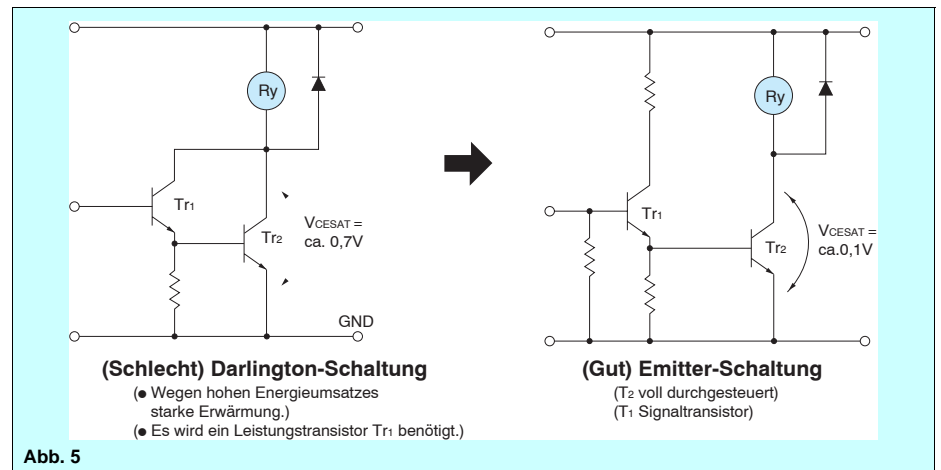 Ry
Tr1
Tr2
VCESAT =
ca. 0,7V
GND
(Schlecht) Darlington-Schaltung
(● Wegen hohen Energieumsatzes
starke Erwärmung.)
(● Es wird ein Leistungstransistor Tr1 benötigt.)
Ry
Tr1
Tr2
VCESAT =
ca.0,1V
(Gut) Emitter-Schaltung
(T2 voll durchgesteuert)
(T1 Signaltransistor)
Abb. 5